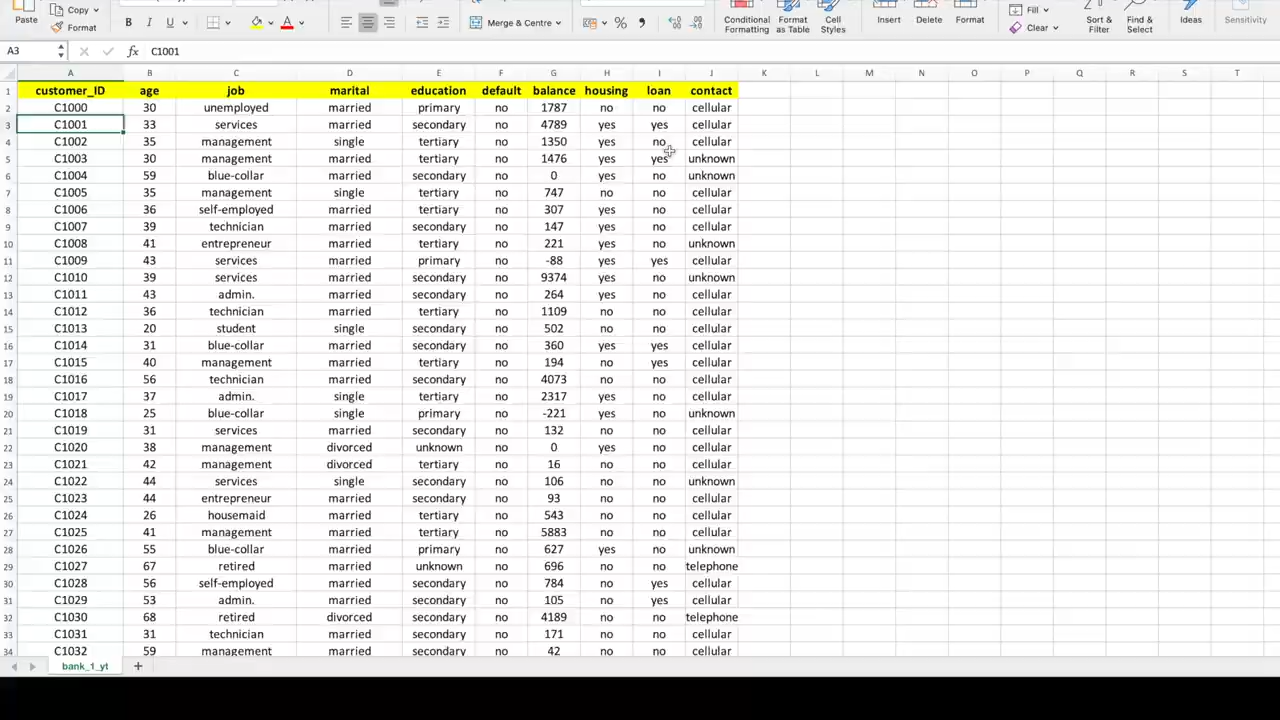 Paste
Copy
Format
B I U A
Merge & Centre
% 9
Conditional Formatting
Format as Table
Cell Styles
Insert
Delete
Format
Fill
Clear
Sort & Filter
Find & Select
Ideas
Sensitivity
A3 fx C1001
A B C D E F G H I J K L M N O P Q R S T
1 customer_ID age job marital education default balance housing loan contact
2 C1000 30 unemployed married primary no 1787 no no cellular
3 C1001 33 services married secondary no 4789 yes yes cellular
4 C1002 35 management single tertiary no 1350 yes no cellular
5 C1003 30 management married tertiary no 1476 yes yes unknown
6 C1004 59 blue-collar married secondary no 0 yes no unknown
7 C1005 35 management single tertiary no 747 no no cellular
8 C1006 36 self-employed married tertiary no 307 yes no cellular
9 C1007 39 technician married secondary no 147 yes no cellular
10 C1008 41 entrepreneur married tertiary no 221 yes no unknown
11 C1009 43 services married primary no -88 yes yes cellular
12 C1010 39 services married secondary no 9374 yes no unknown
13 C1011 43 admin. married secondary no 264 yes no cellular
14 C1012 36 technician married tertiary no 1109 no no cellular
15 C1013 20 student single secondary no 502 no no cellular
16 C1014 31 blue-collar married secondary no 360 yes yes cellular
17 C1015 40 management married tertiary no 194 no yes cellular
18 C1016 56 technician married secondary no 4073 no no cellular
19 C1017 37 admin. single tertiary no 2317 yes no cellular
20 C1018 25 blue-collar single primary no -221 yes no unknown
21 C1019 31 services married secondary no 132 no no cellular
22 C1020 38 management divorced unknown no 0 yes no cellular
23 C1021 42 management divorced tertiary no 16 no no cellular
24 C1022 44 services single secondary no 106 no no unknown
25 C1023 44 entrepreneur married secondary no 93 no no cellular
26 C1024 26 housemaid married tertiary no 543 no no cellular
27 C1025 41 management married tertiary no 5883 no no cellular
28 C1026 55 blue-collar married primary no 627 yes no unknown
29 C1027 67 retired married unknown no 696 no no telephone
30 C1028 56 self-employed married secondary no 784 no yes cellular
31 C1029 53 admin. married secondary no 105 no yes cellular
32 C1030 68 retired divorced secondary no 4189 no no telephone
33 C1031 31 technician married secondary no 171 no no cellular
34 C1032 59 management married secondary no 42 no no cellular
bank_1_yt